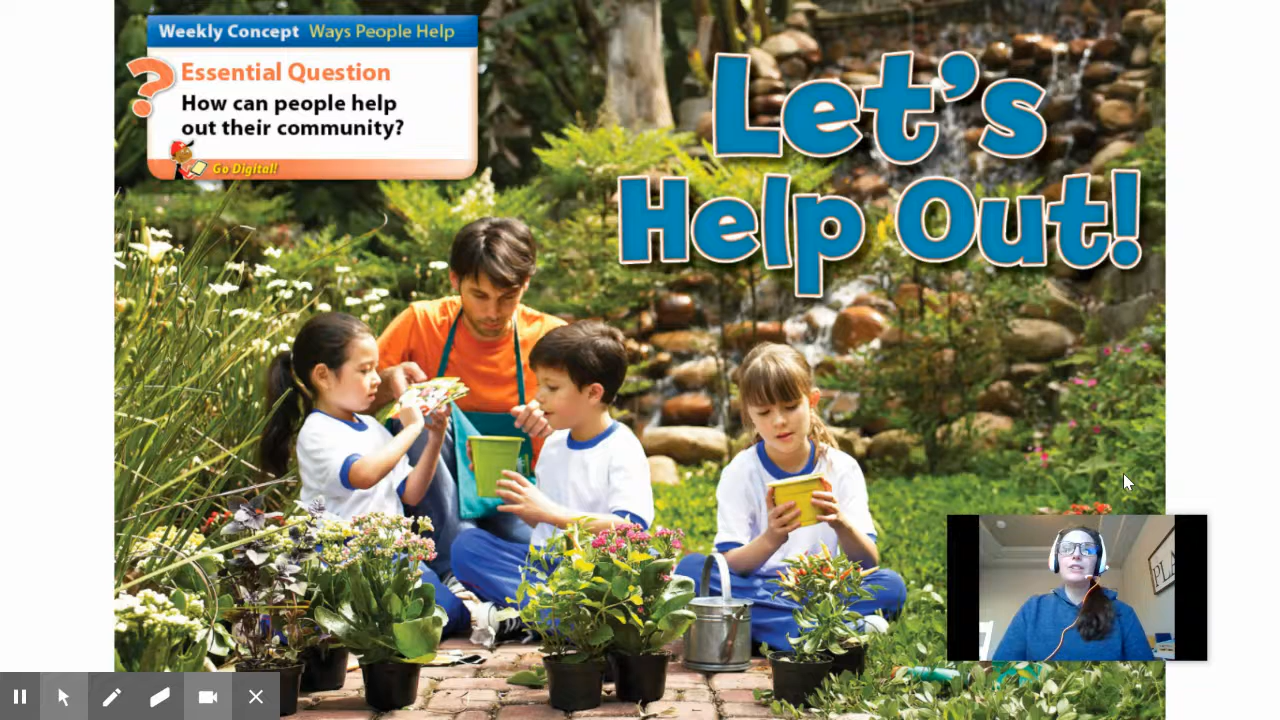 Weekly Concept Ways People Help
?
Essential Question
How can people help
out their community?
Go Digital!
Let's
Help Out!